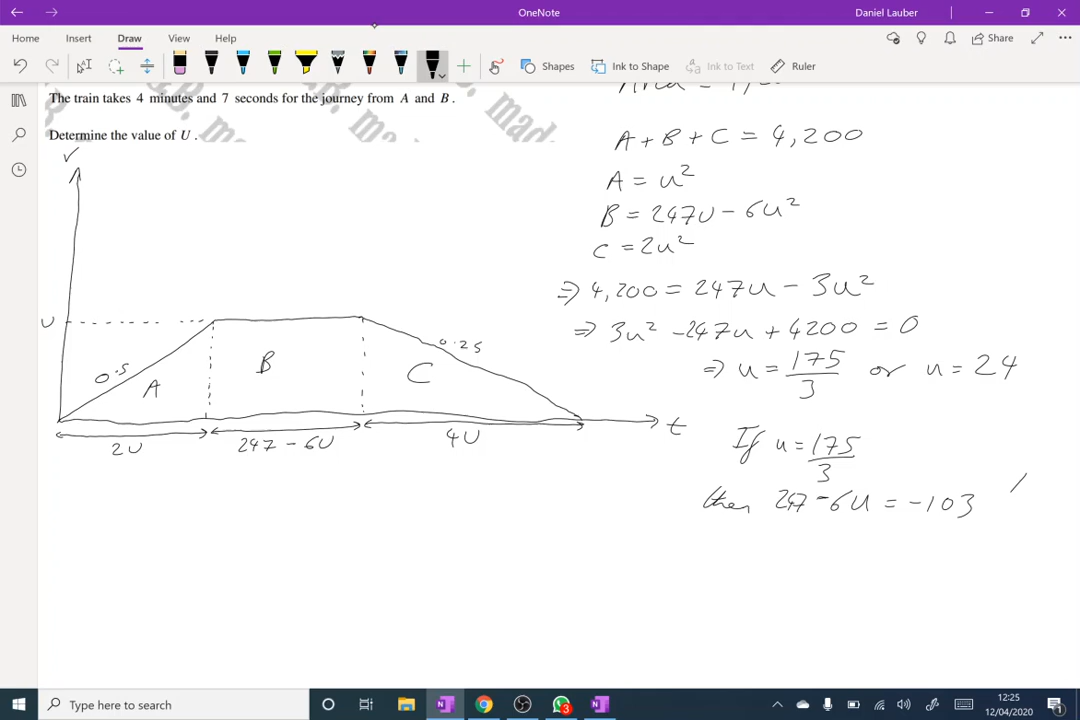 OneNote
Daniel Lauber
Home Insert Draw View Help
Share
Shapes
Ink to Shape
Ink to Text
Ruler
The train takes 4 minutes and 7 seconds for the journey from A and B.
Determine the value of U.
V
U
0.5
A
B
C
0.25
t
2U
247-6U
4U
A+B+C = 4,200
A = u²
B = 247U - 6U²
C = 2u²
⇒ 4,200 = 247U - 3u²
⇒ 3u² - 247u + 4200 = 0
⇒ u = 175/3 or u = 24
If u = 175/3
then 247-6U = -103
Type here to search
3
12:25
12/04/2020
1